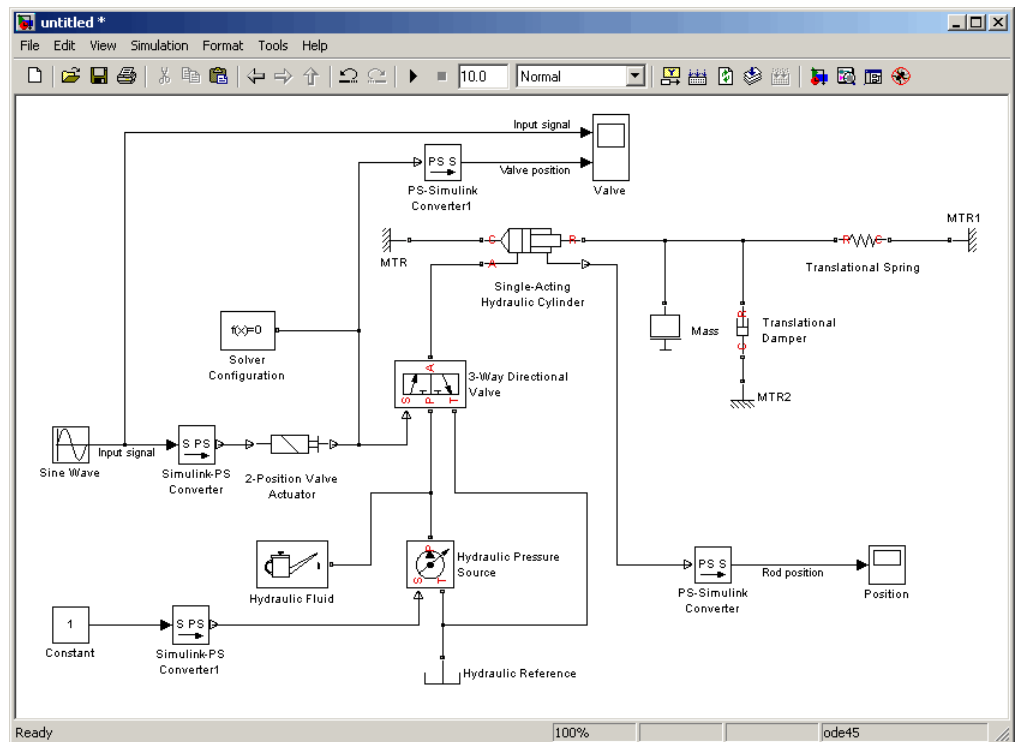 untitled *
File Edit View Simulation Format Tools Help
10.0 Normal
Input signal
Valve position
Valve
PS S
PS-Simulink
Converter1
MTR
C
R
A
Single-Acting
Hydraulic Cylinder
R
C
Translational Spring
MTR1
Mass
R
C
Translational
Damper
MTR2
f(x)=0
Solver
Configuration
A
S
P
T
3-Way Directional
Valve
Sine Wave
Input signal
S PS
Simulink-PS
Converter
2-Position Valve
Actuator
Hydraulic Fluid
P
S
T
Hydraulic Pressure
Source
PS S
PS-Simulink
Converter
Rod position
Position
1
Constant
S PS
Simulink-PS
Converter1
Hydraulic Reference
Ready
100%
ode45